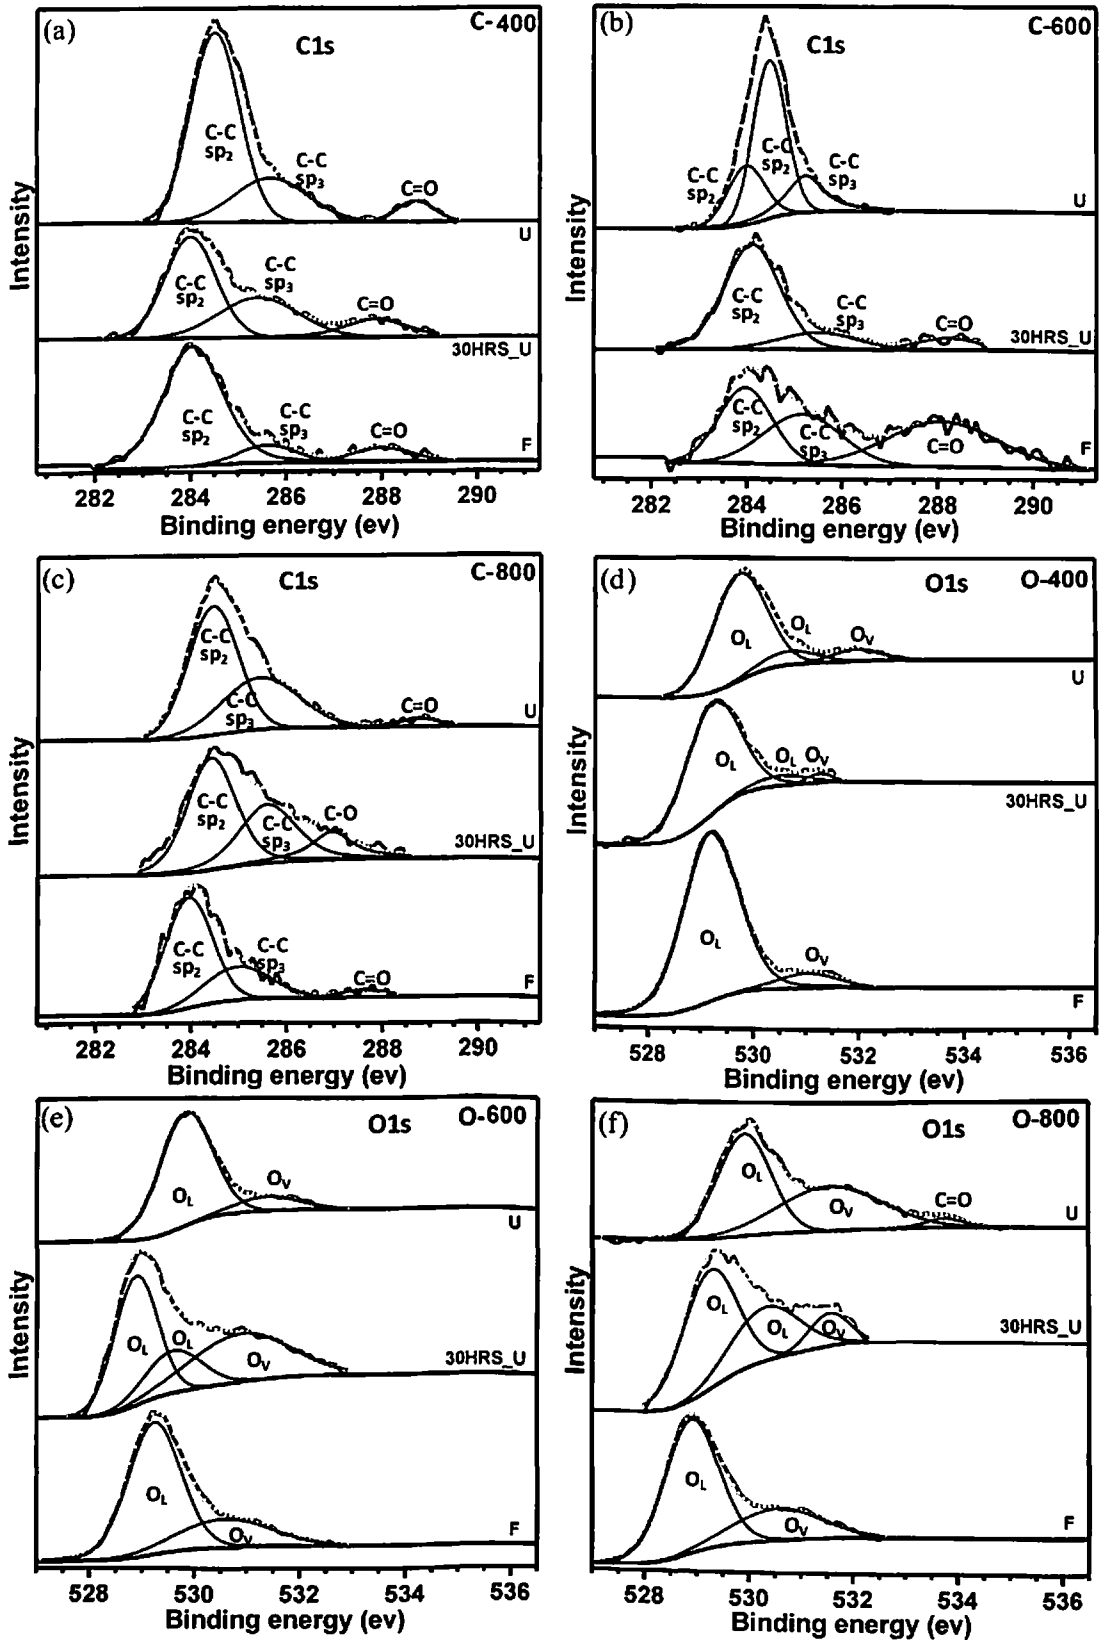 (a) C1s C-400
C-C
sp2
C-C
sp3
C=O
U
C-C
sp2
C-C
sp3
C=O
30HRS_U
C-C
sp2
C-C
sp3
C=O
F
Intensity
282 284 286 288 290
Binding energy (ev)
(b) C1s C-600
C-C
sp2
C-C
sp2
C-C
sp3
U
C-C
sp2
C-C
sp3
C=O
30HRS_U
C-C
sp2
C-C
sp3
C=O
F
Intensity
282 284 286 288 290
Binding energy (ev)
(c) C1s C-800
C-C
sp2
C-C
sp3
C=O
U
C-C
sp2
C-C
sp3
C-O
30HRS_U
C-C
sp2
C-C
sp3
C=O
F
Intensity
282 284 286 288 290
Binding energy (ev)
(d) O1s O-400
OL OL OV
U
OL OL OV
30HRS_U
OL OV
F
Intensity
528 530 532 534 536
Binding energy (ev)
(e) O1s O-600
OL OV
U
OL OL OV
30HRS_U
OL OV
F
Intensity
528 530 532 534 536
Binding energy (ev)
(f) O1s O-800
OL OV C=O
U
OL OL OV
30HRS_U
OL OV
F
Intensity
528 530 532 534 536
Binding energy (ev)